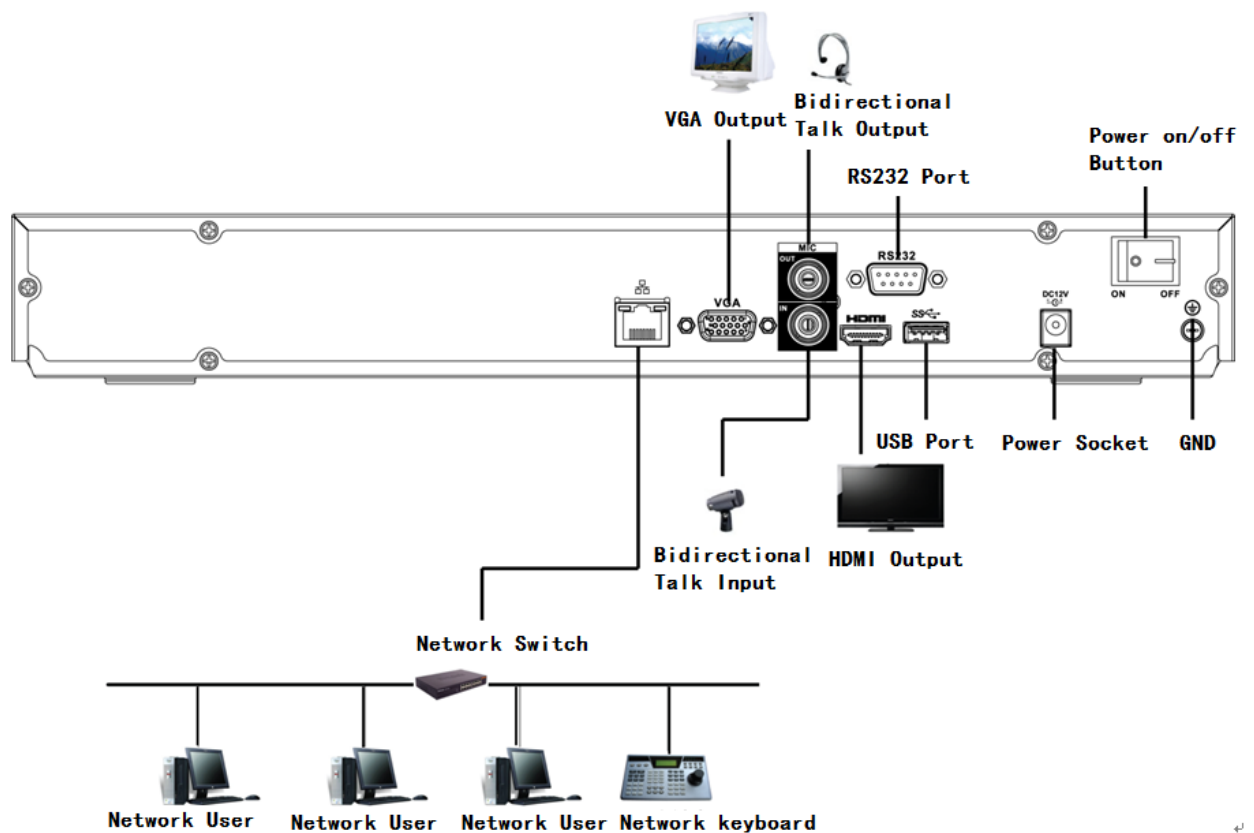 VGA Output
Bidirectional
Talk Output
RS232 Port
Power on/off
Button
MIC
OUT
IN
VGA
RS232
HDMI
SS
DC12V
ON OFF
USB Port
Power Socket
GND
Bidirectional
Talk Input
HDMI Output
Network Switch
Network User
Network User
Network User
Network keyboard